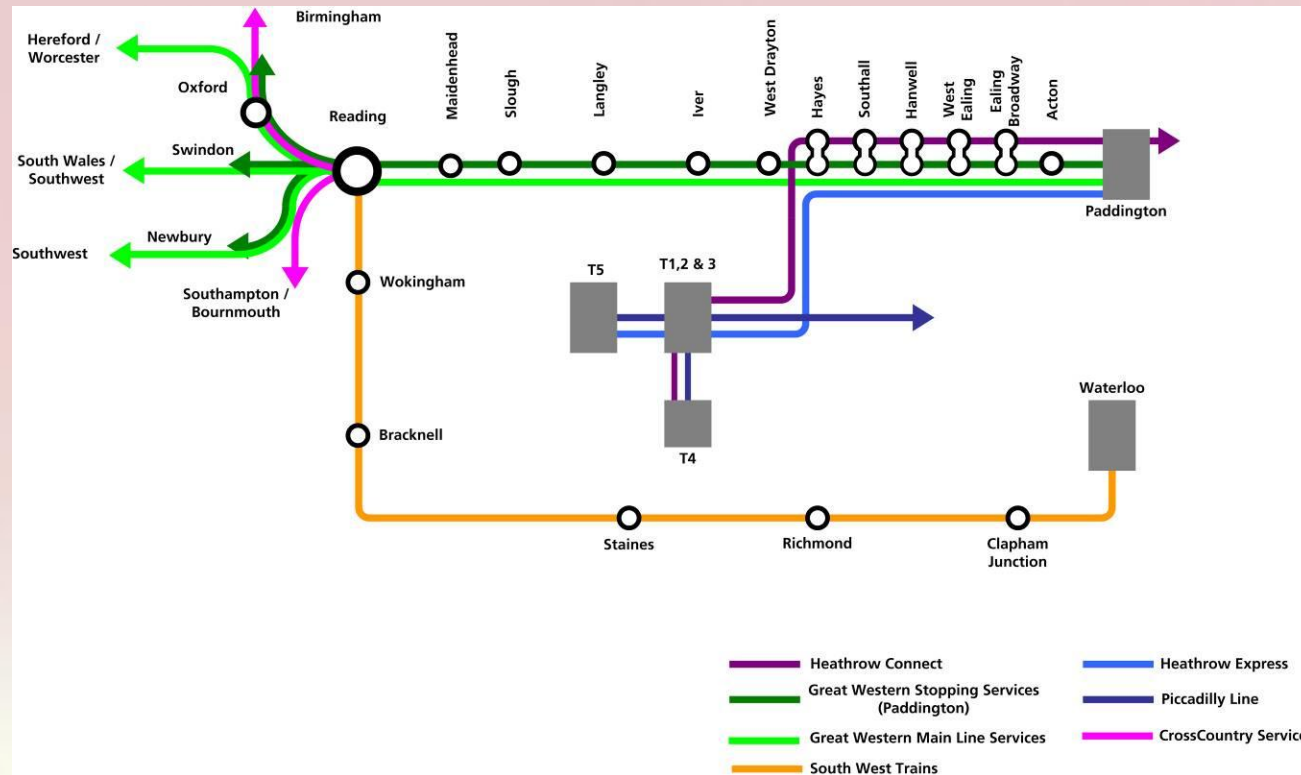 Birmingham
Hereford /
Worcester
Oxford
Reading
Maidenhead
Slough
Langley
Iver
West Drayton
Hayes
Southall
Hanwell
West
Ealing
Ealing
Broadway
Acton
South Wales /
Southwest
Swindon
Paddington
Newbury
Southwest
Southampton /
Bournmouth
Wokingham
T5
T1,2 & 3
T4
Waterloo
Bracknell
Staines
Richmond
Clapham
Junction
Heathrow Connect
Great Western Stopping Services
(Paddington)
Great Western Main Line Services
South West Trains
Heathrow Express
Piccadilly Line
CrossCountry Service